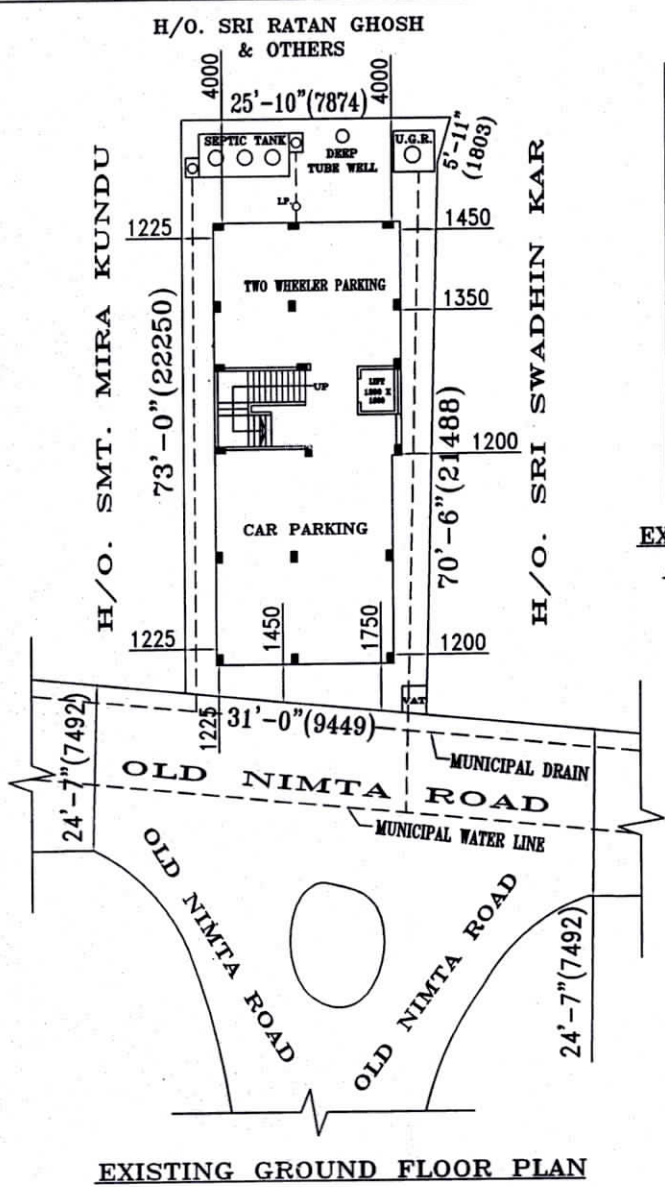 H/O. SRI RATAN GHOSH
& OTHERS
4000
4000
25'-10"(7874)
5'-11"
(1803)
SEPTIC TANK
DEEP
TUBE WELL
U.G.R.
I.P.
H/O. SMT. MIRA KUNDU
H/O. SRI SWADHIN KAR
1225
1450
TWO WHEELER PARKING
1350
73'-0"(22250)
UP
LIFT
70'-6"(21488)
1200
CAR PARKING
EX
1225
1450
1750
1200
VAT
1225
31'-0"(9449)
24'-7"(7492)
MUNICIPAL DRAIN
OLD NIMTA ROAD
MUNICIPAL WATER LINE
OLD NIMTA ROAD
OLD NIMTA ROAD
24'-7"(7492)
EXISTING GROUND FLOOR PLAN